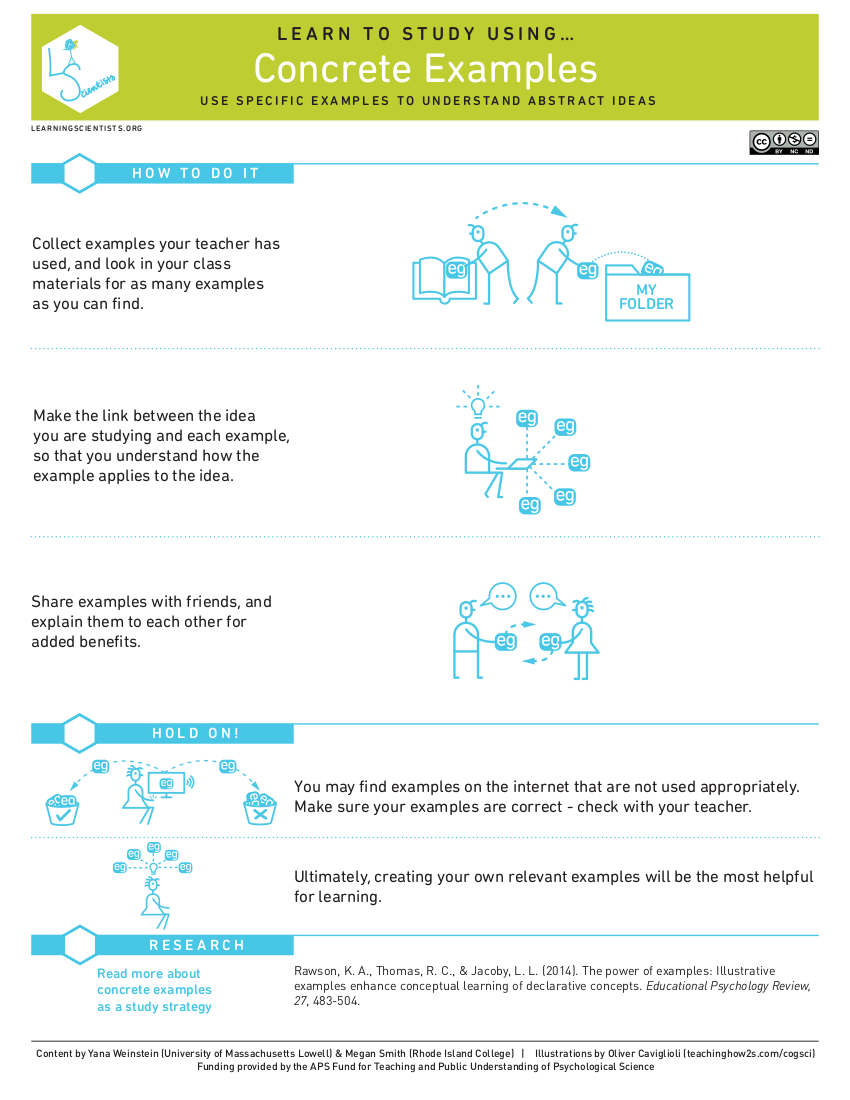 LEARN TO STUDY USING…
Concrete Examples
USE SPECIFIC EXAMPLES TO UNDERSTAND ABSTRACT IDEAS
LS cientists
LEARNINGSCIENTISTS.ORG
cc BY NC ND
HOW TO DO IT
Collect examples your teacher has
used, and look in your class
materials for as many examples
as you can find.
eg
eg
eg
MY
FOLDER
Make the link between the idea
you are studying and each example,
so that you understand how the
example applies to the idea.
eg
eg
eg
eg
eg
Share examples with friends, and
explain them to each other for
added benefits.
eg
eg
HOLD ON!
eg
eg
eg
eg
You may find examples on the internet that are not used appropriately.
Make sure your examples are correct - check with your teacher.
eg
eg
eg
eg
eg
Ultimately, creating your own relevant examples will be the most helpful
for learning.
RESEARCH
Read more about
concrete examples
as a study strategy
Rawson, K. A., Thomas, R. C., & Jacoby, L. L. (2014). The power of examples: Illustrative
examples enhance conceptual learning of declarative concepts. Educational Psychology Review,
27, 483-504.
Content by Yana Weinstein (University of Massachusetts Lowell) & Megan Smith (Rhode Island College) | Illustrations by Oliver Caviglioli (teachinghow2s.com/cogsci)
Funding provided by the APS Fund for Teaching and Public Understanding of Psychological Science